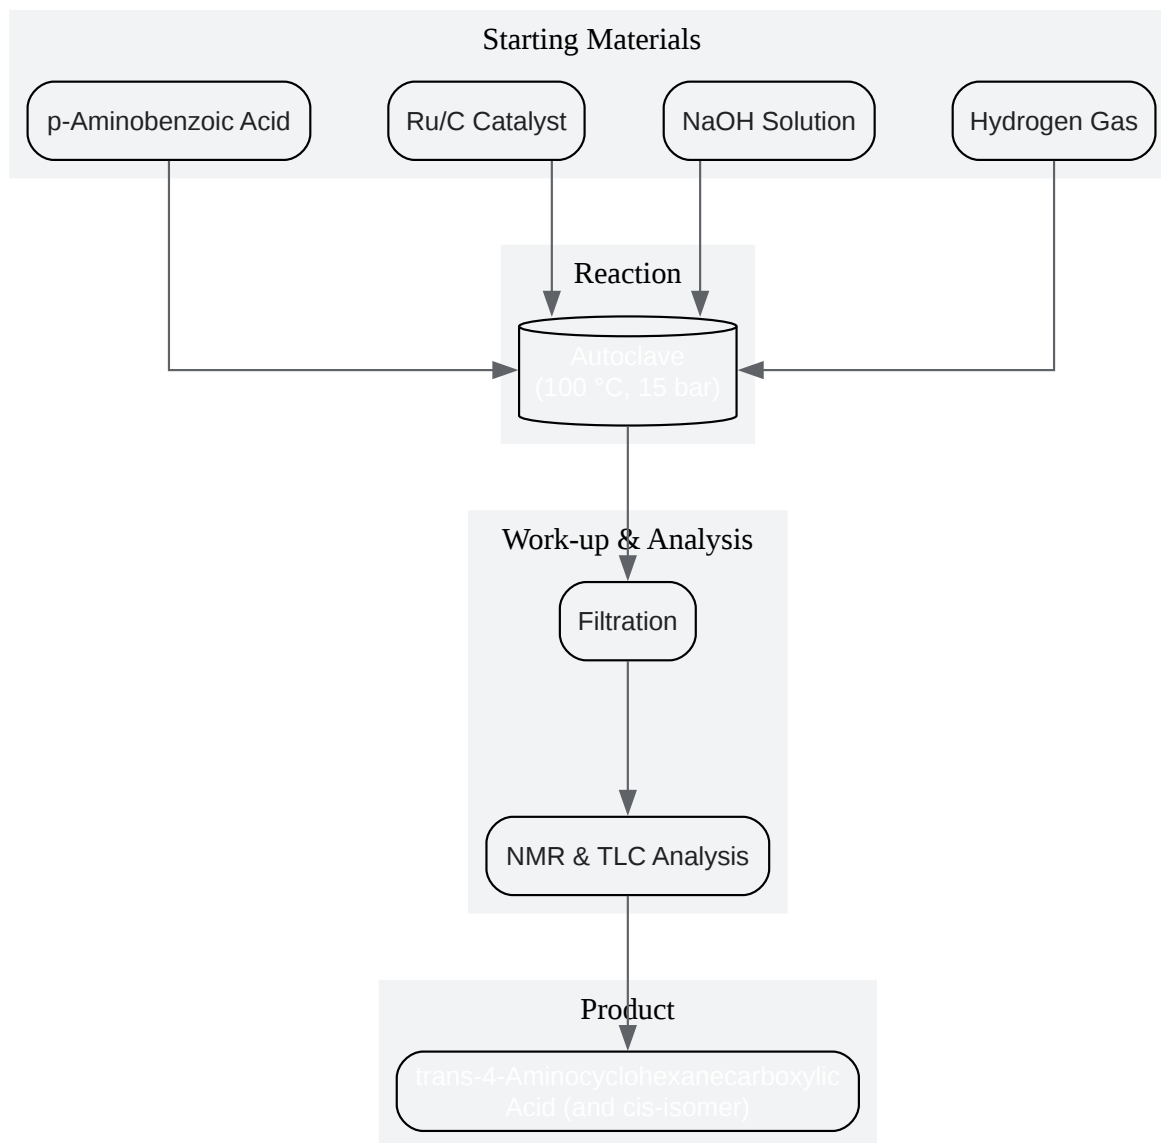 Starting Materials
p-Aminobenzoic Acid
Ru/C Catalyst
NaOH Solution
Hydrogen Gas
Reaction
Autoclave
(100 °C, 15 bar)
Work-up & Analysis
Filtration
NMR & TLC Analysis
Product
trans-4-Aminocyclohexanecarboxylic
Acid (and cis-isomer)